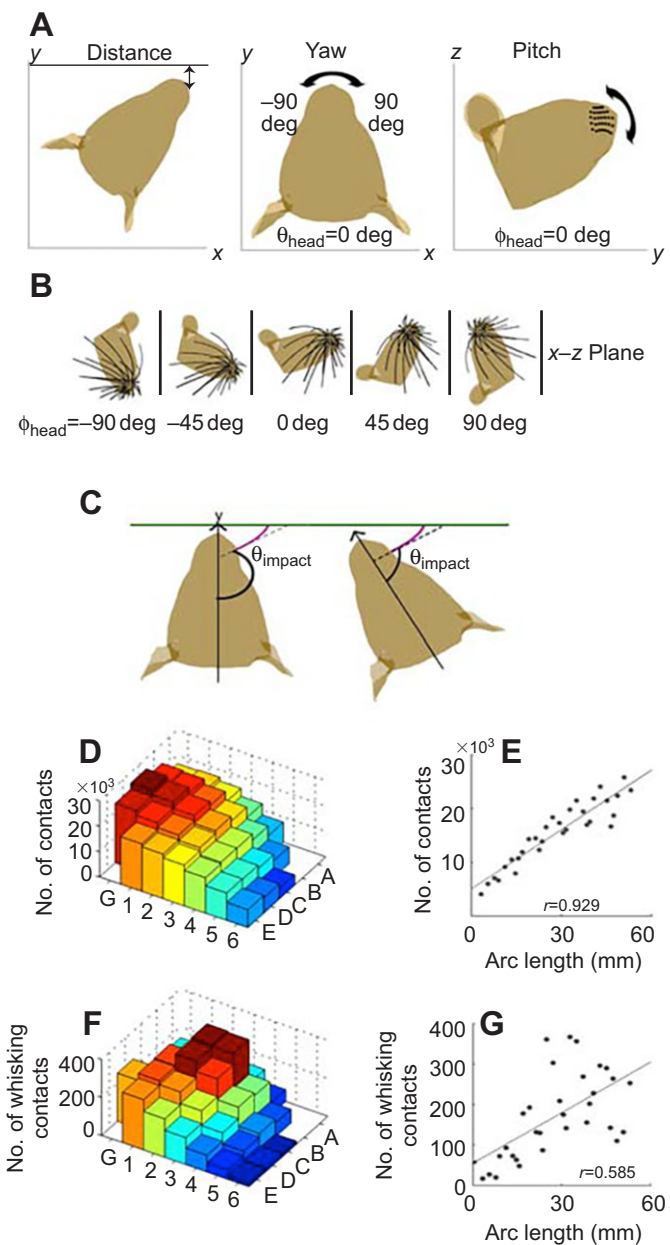 A
y Distance
x
y Yaw
–90 deg
90 deg
θhead=0 deg
x
z Pitch
ϕhead=0 deg
y
B
x–z Plane
ϕhead=–90 deg –45 deg 0 deg 45 deg 90 deg
C
y
θimpact
θimpact
D
×10³
No. of contacts
30
20
10
0
G 1 2 3 4 5 6
E D C B A
E
×10³
No. of contacts
30
20
10
r=0.929
0 30 60
Arc length (mm)
F
No. of whisking
contacts
400
200
0
G 1 2 3 4 5 6
E D C B A
G
No. of whisking
contacts
400
300
200
100
0
r=0.585
0 30 60
Arc length (mm)